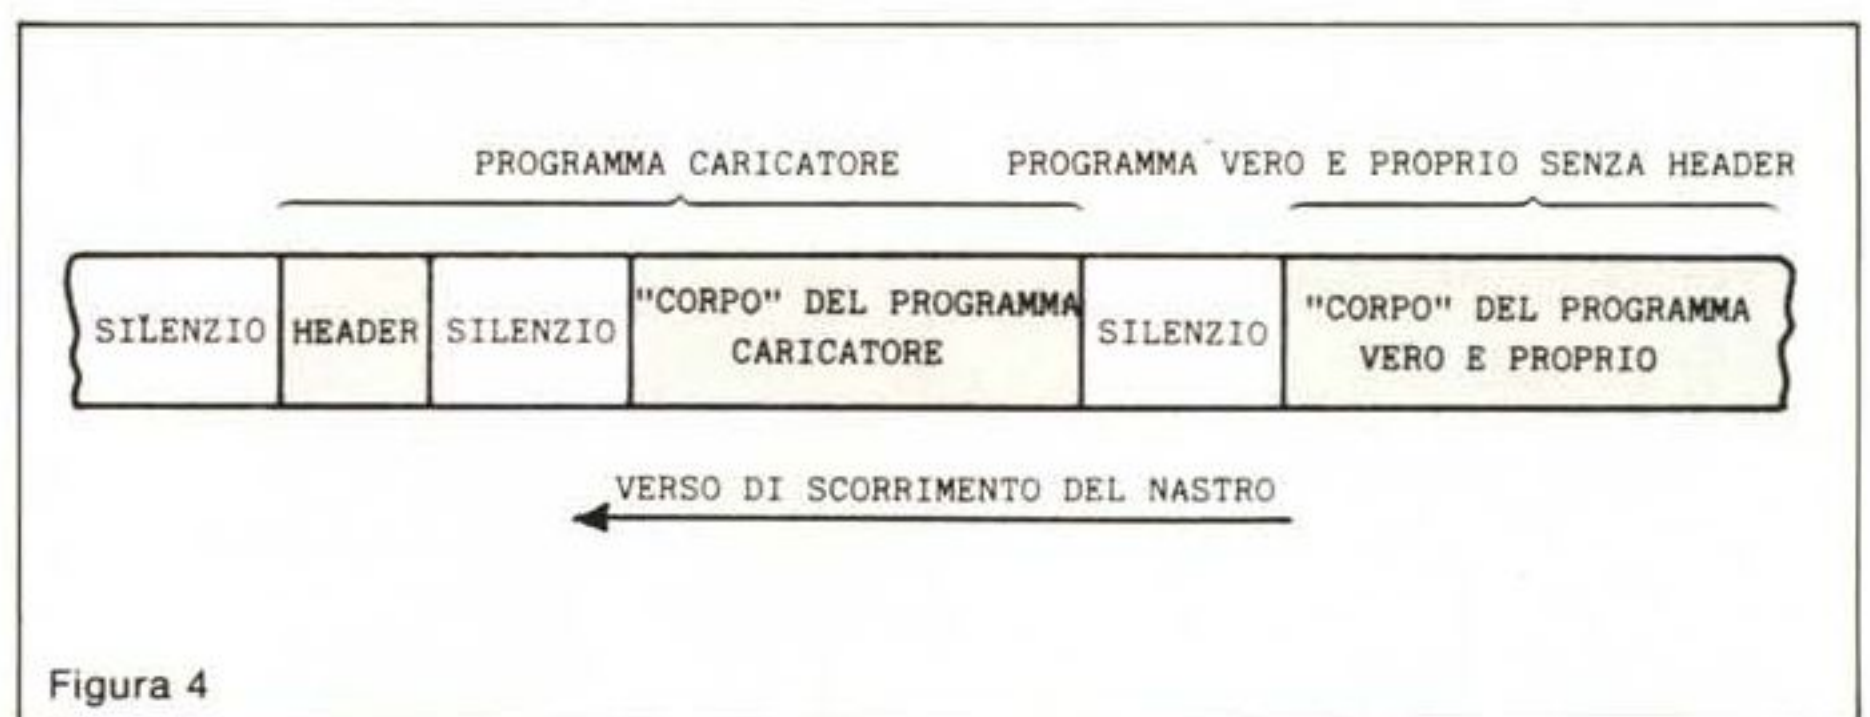 PROGRAMMA CARICATORE
PROGRAMMA VERO E PROPRIO SENZA HEADER
SILENZIO
HEADER
SILENZIO
"CORPO" DEL PROGRAMMA
CARICATORE
SILENZIO
"CORPO" DEL PROGRAMMA
VERO E PROPRIO
VERSO DI SCORRIMENTO DEL NASTRO
Figura 4